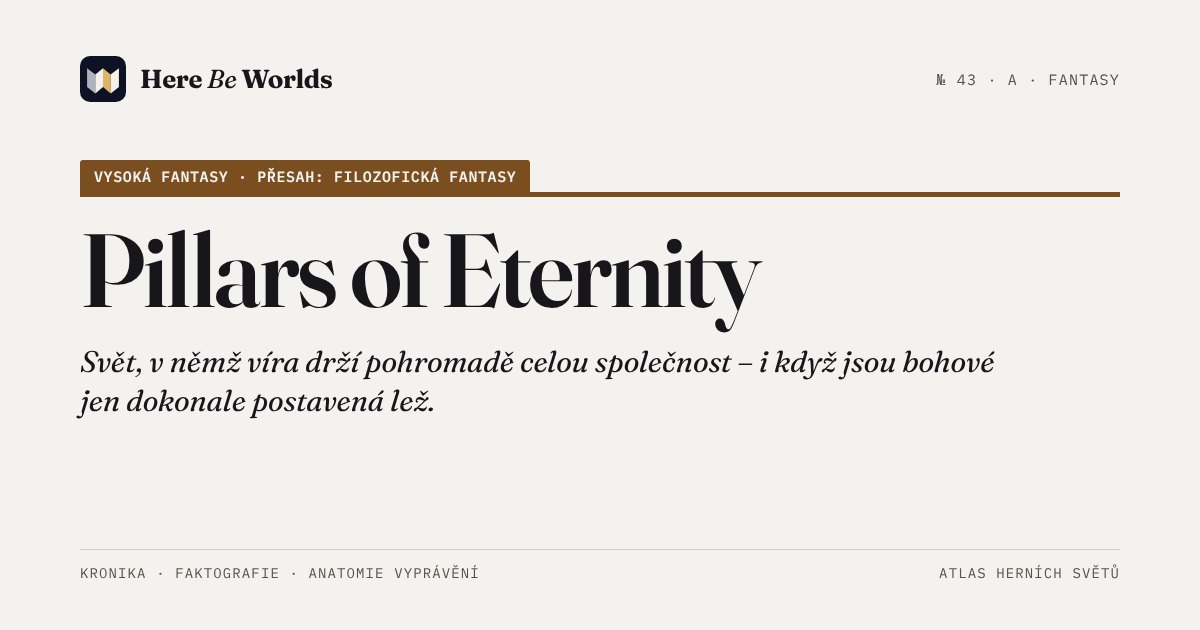 Here Be Worlds
№ 43 · A · FANTASY
VYSOKÁ FANTASY · PŘESAH: FILOZOFICKÁ FANTASY
Pillars of Eternity
Svět, v němž víra drží pohromadě celou společnost – i když jsou bohové
jen dokonale postavená lež.
KRONIKA · FAKTOGRAFIE · ANATOMIE VYPRÁVĚNÍ
ATLAS HERNÍCH SVĚTŮ